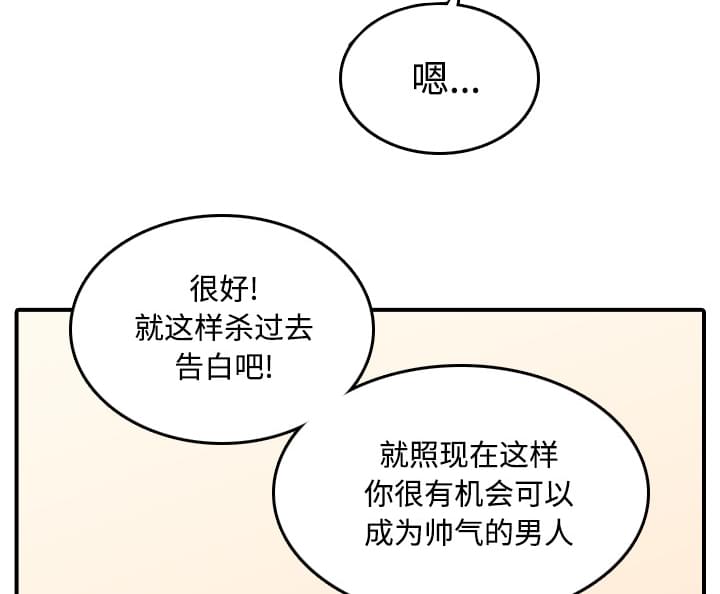 嗯...
很好!
就这样杀过去
告白吧!
就照现在这样
你很有机会可以
成为帅气的男人